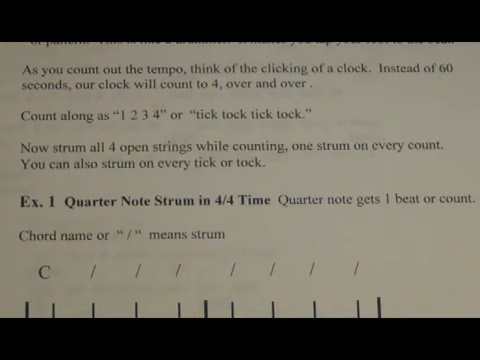 As you count out the tempo, think of the clicking of a clock. Instead of 60
seconds, our clock will count to 4, over and over .
Count along as “1 2 3 4” or “tick tock tick tock.”
Now strum all 4 open strings while counting, one strum on every count.
You can also strum on every tick or tock.
Ex. 1 Quarter Note Strum in 4/4 Time Quarter note gets 1 beat or count.
Chord name or “ / “ means strum
C / / / / / / /